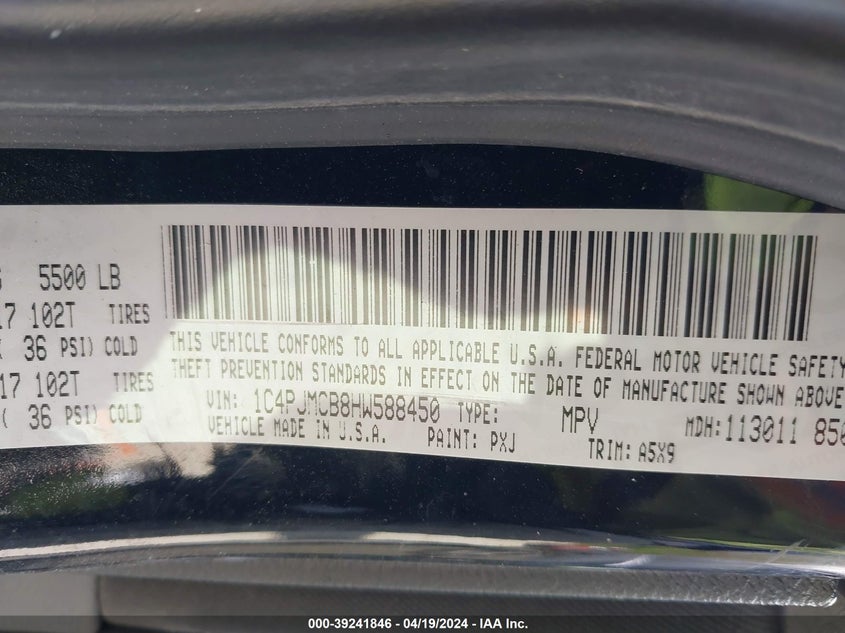 5500 LB
17 102T TIRES
( 36 PSI) COLD
17 102T TIRES
( 36 PSI) COLD
THIS VEHICLE CONFORMS TO ALL APPLICABLE U.S.A. FEDERAL MOTOR VEHICLE SAFETY
THEFT PREVENTION STANDARDS IN EFFECT ON THE DATE OF MANUFACTURE SHOWN ABOVE
VIN: 1C4PJMCB8HW588450 TYPE: MPV MDH:113011 850
VEHICLE MADE IN U.S.A. PAINT: PXJ TRIM: A5X9
000-39241846 - 04/19/2024 - IAA Inc.